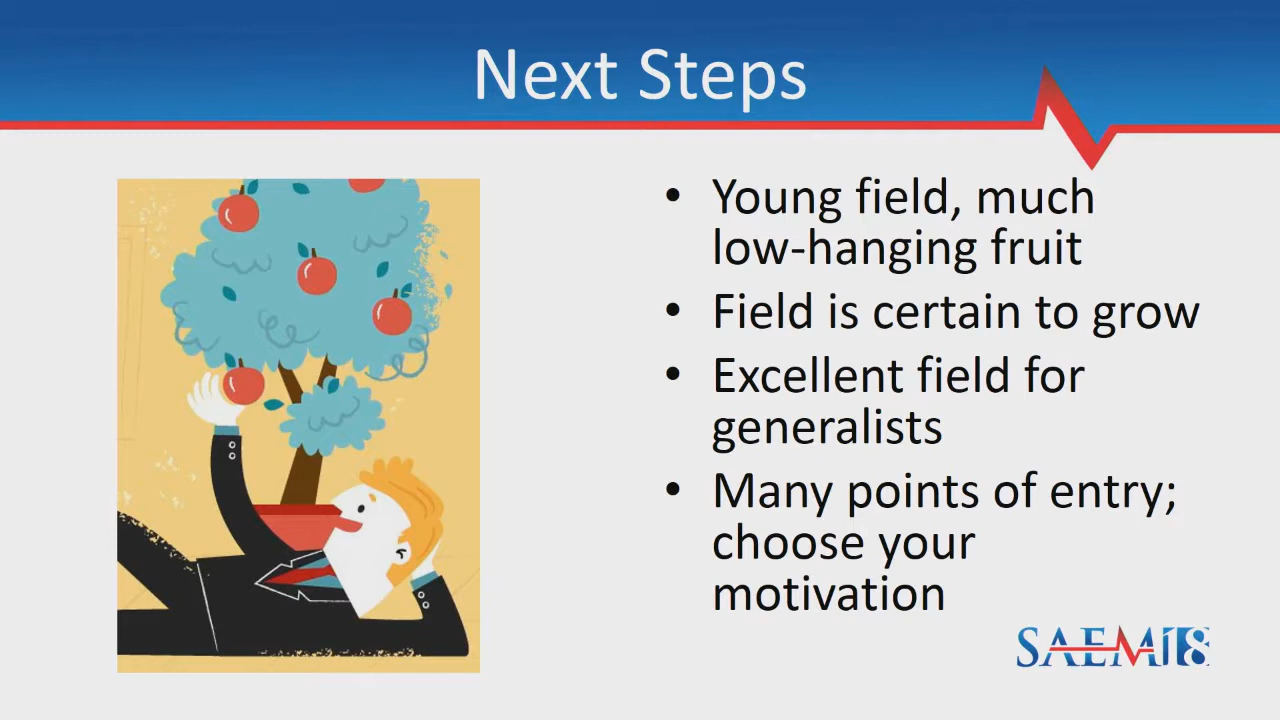 Next Steps
• Young field, much
low-hanging fruit
• Field is certain to grow
• Excellent field for
generalists
• Many points of entry;
choose your
motivation
SAEM18